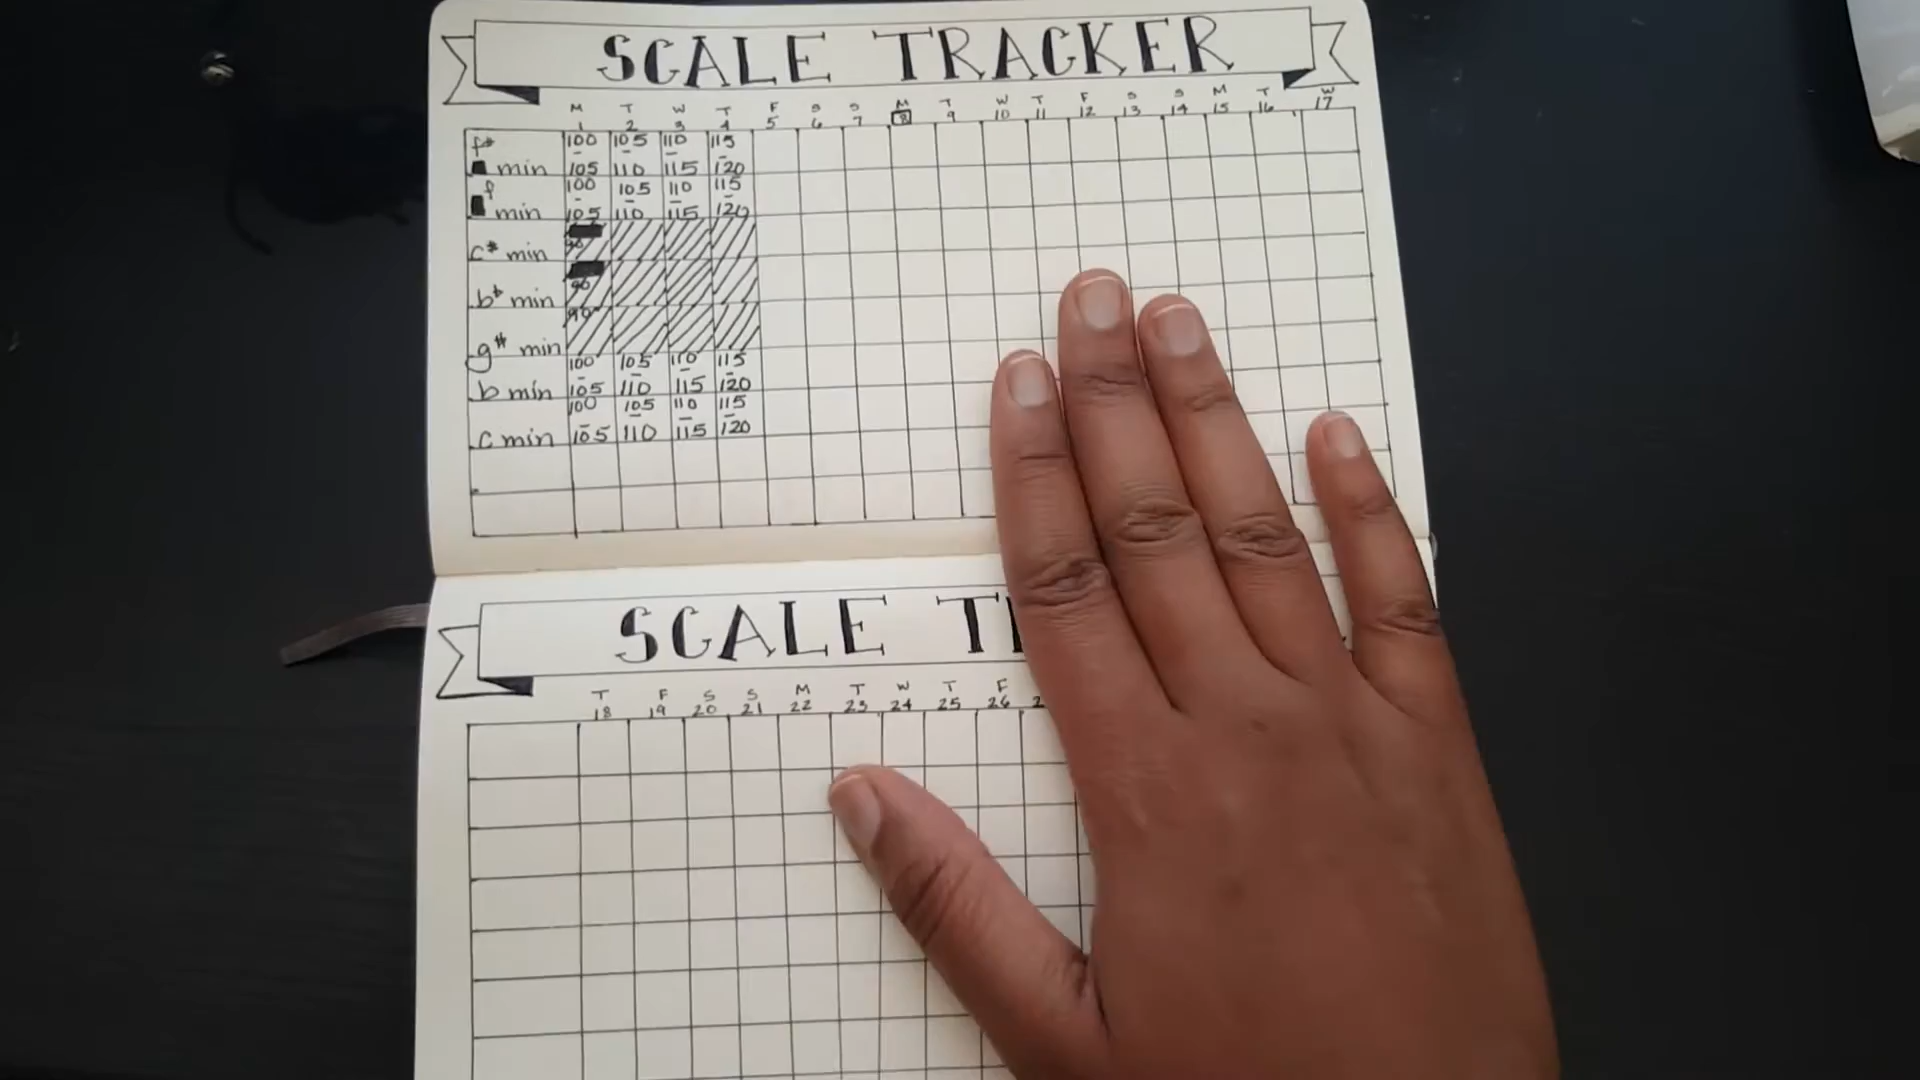 SCALE TRACKER
M T W T F S S M T W T F S S M T W
1 2 3 4 5 6 7 8 9 10 11 12 13 14 15 16 17
f# 100 105 110 115
min 105 110 115 120
f 100 105 110 115
min 105 110 115 120
c# min 90
90
min
90
g# min
100 105 110 115
b min 105 110 115 120
100 105 110 115
c min 105 110 115 120
SCALE
T F S S M T W T F
18 19 20 21 22 23 24 25 26